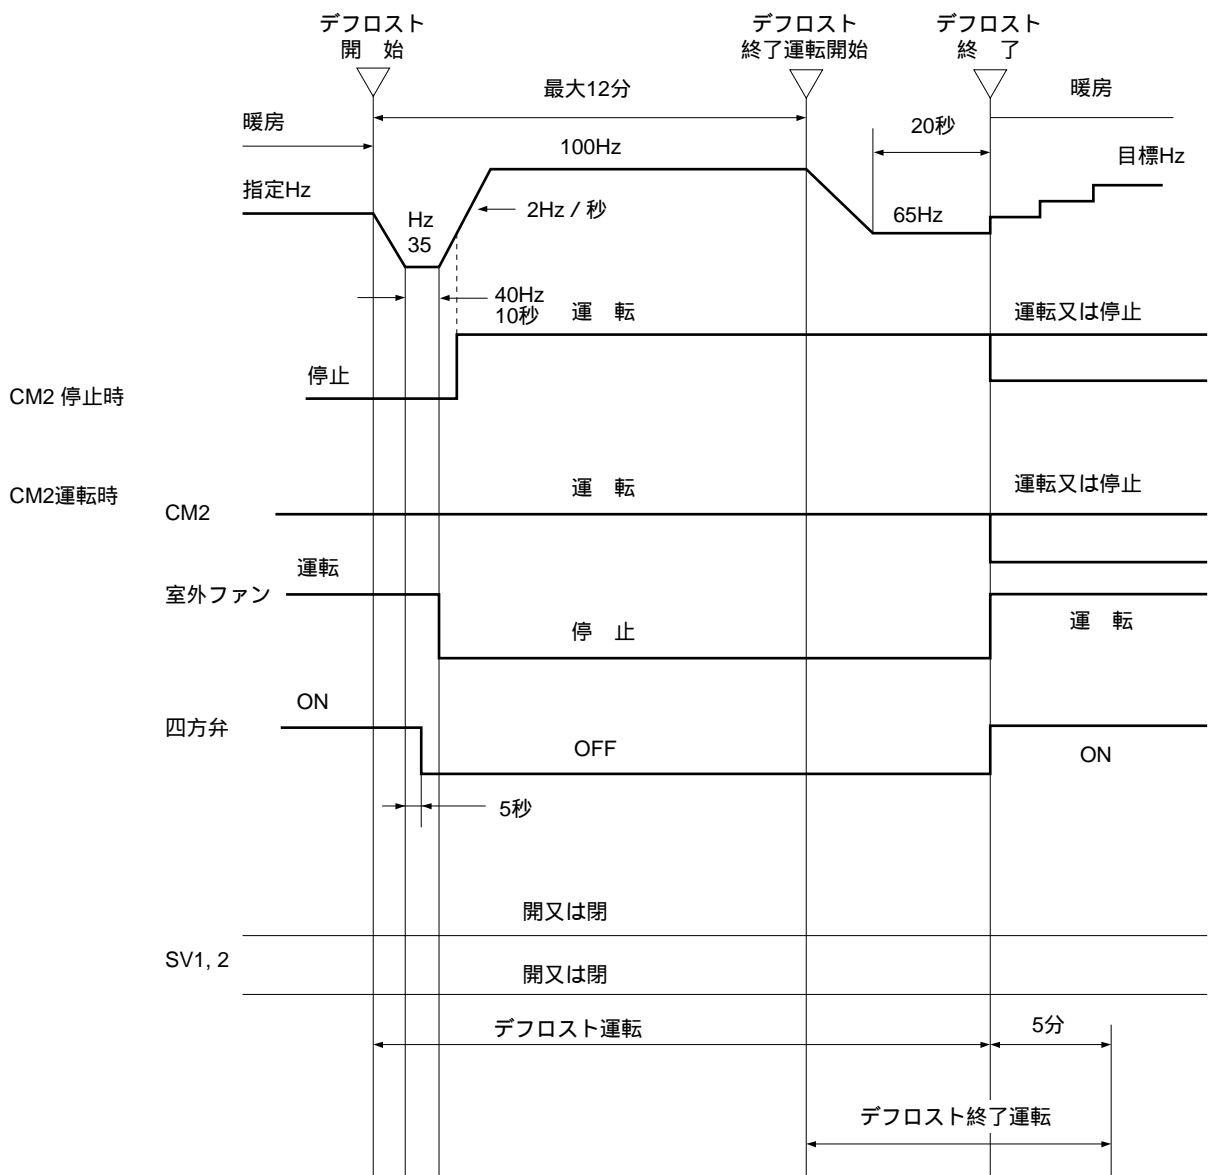 デフロスト
開　始
デフロスト
終了運転開始
デフロスト
終　了
最大12分
暖房
暖房
20秒
100Hz
目標Hz
指定Hz
2Hz / 秒
Hz
35
65Hz
40Hz
10秒
運　転
運転又は停止
停止
CM2 停止時
運　転
運転又は停止
CM2運転時
CM2
運転
室外ファン
停　止
運　転
ON
四方弁
OFF
ON
5秒
開又は閉
SV1, 2
開又は閉
デフロスト運転
5分
デフロスト終了運転